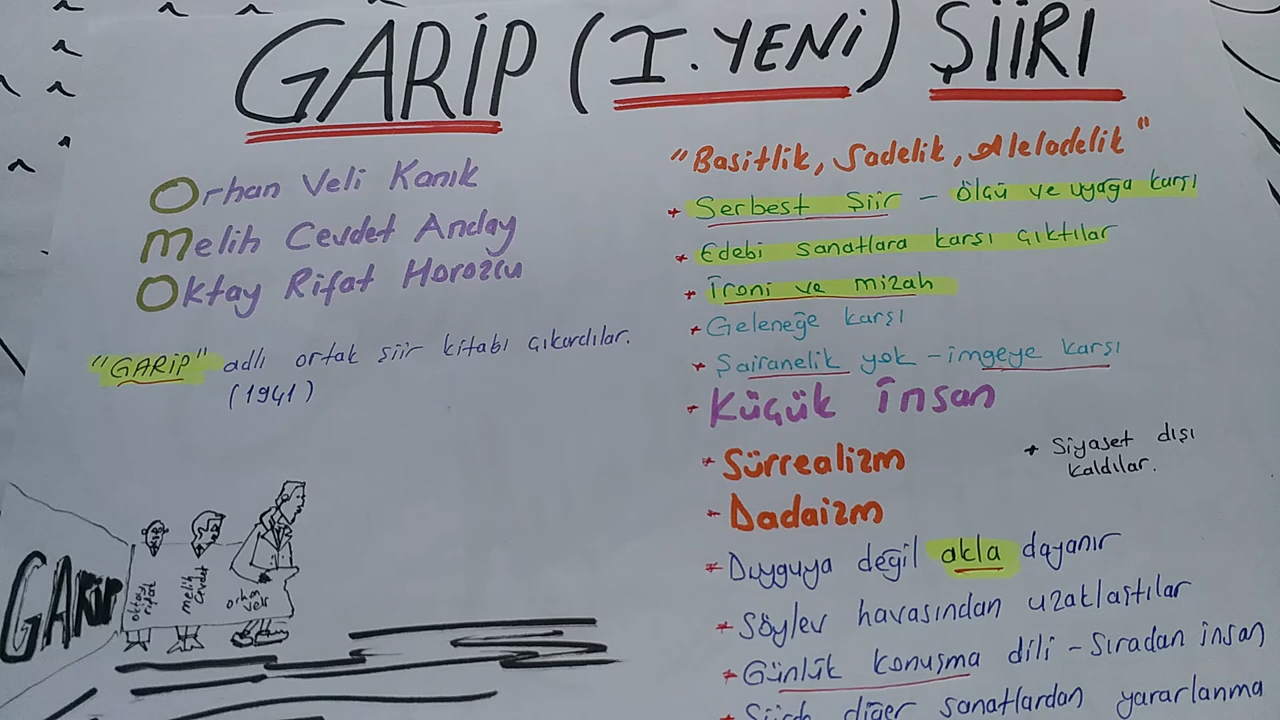 GARİP (I. YENİ) ŞİİRİ
Orhan Veli Kanık
Melih Cevdet Anday
Oktay Rifat Horozcu
"GARİP" adlı ortak şiir kitabı çıkardılar.
(1941)
"Basitlik, Sadelik, Aleladelik"
+ Serbest Şiir - Ölçü ve uyağa karşı
+ Edebi sanatlara karşı çıktılar
+ İroni ve mizah
+ Geleneğe karşı
+ Şairanelik yok - imgeye karşı
+ Küçük İnsan
* Sürrealizm
* Siyaset dışı
kaldılar.
* Dadaizm
* Duyguya değil akla dayanır
* Söylev havasından uzaklaştılar
* Günlük konuşma dili - Sıradan insan
* Şiirde diğer sanatlardan yararlanma
GARİP
oktay
rifat
melih
cevdet
orhan
veli